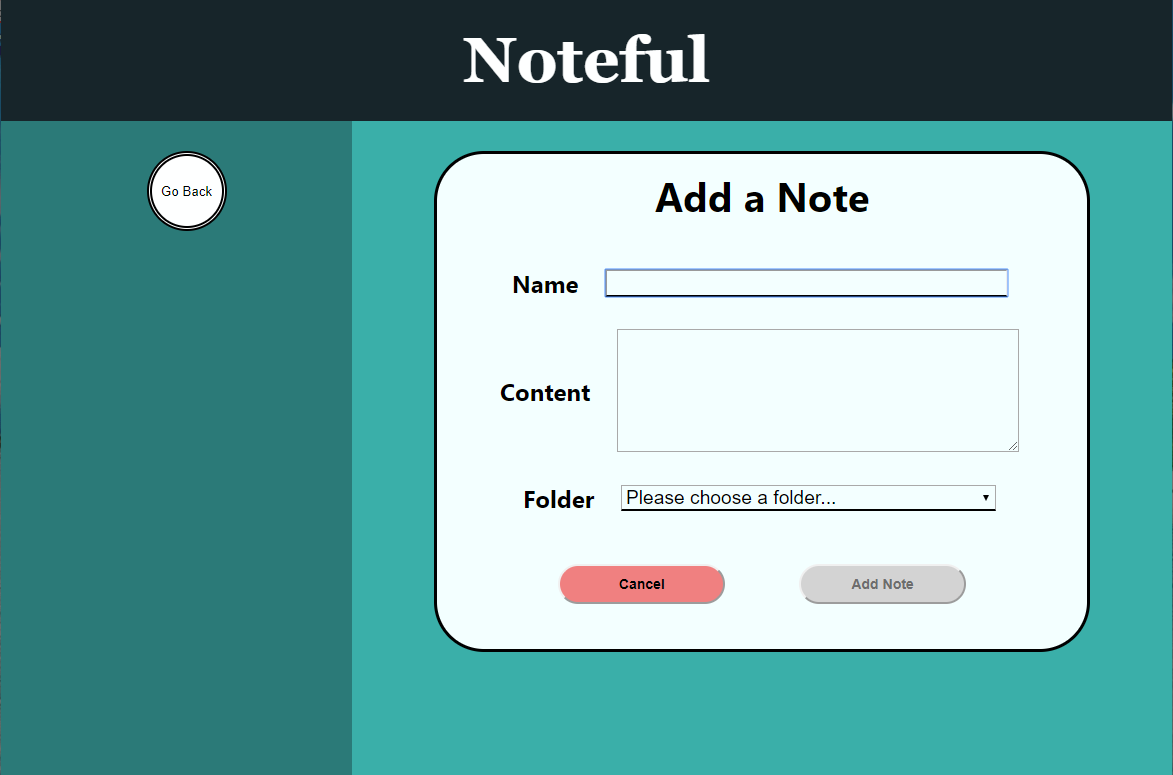 Noteful
Go Back
Add a Note
Name
Content
Folder
Please choose a folder...
Cancel
Add Note